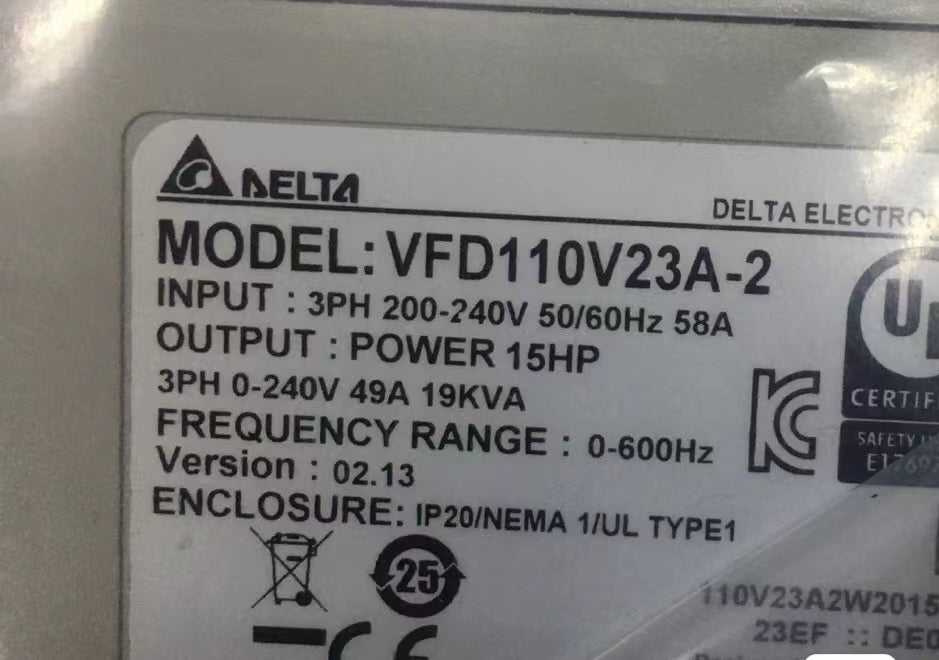 DELTA
DELTA ELECTRO
MODEL: VFD110V23A-2
INPUT : 3PH 200-240V 50/60Hz 58A
OUTPUT : POWER 15HP
3PH 0-240V 49A 19KVA
FREQUENCY RANGE : 0-600Hz
Version : 02.13
ENCLOSURE: IP20/NEMA 1/UL TYPE1
CERTIF
SAFETY
25
110V23A2W2015
23EF :: DE0